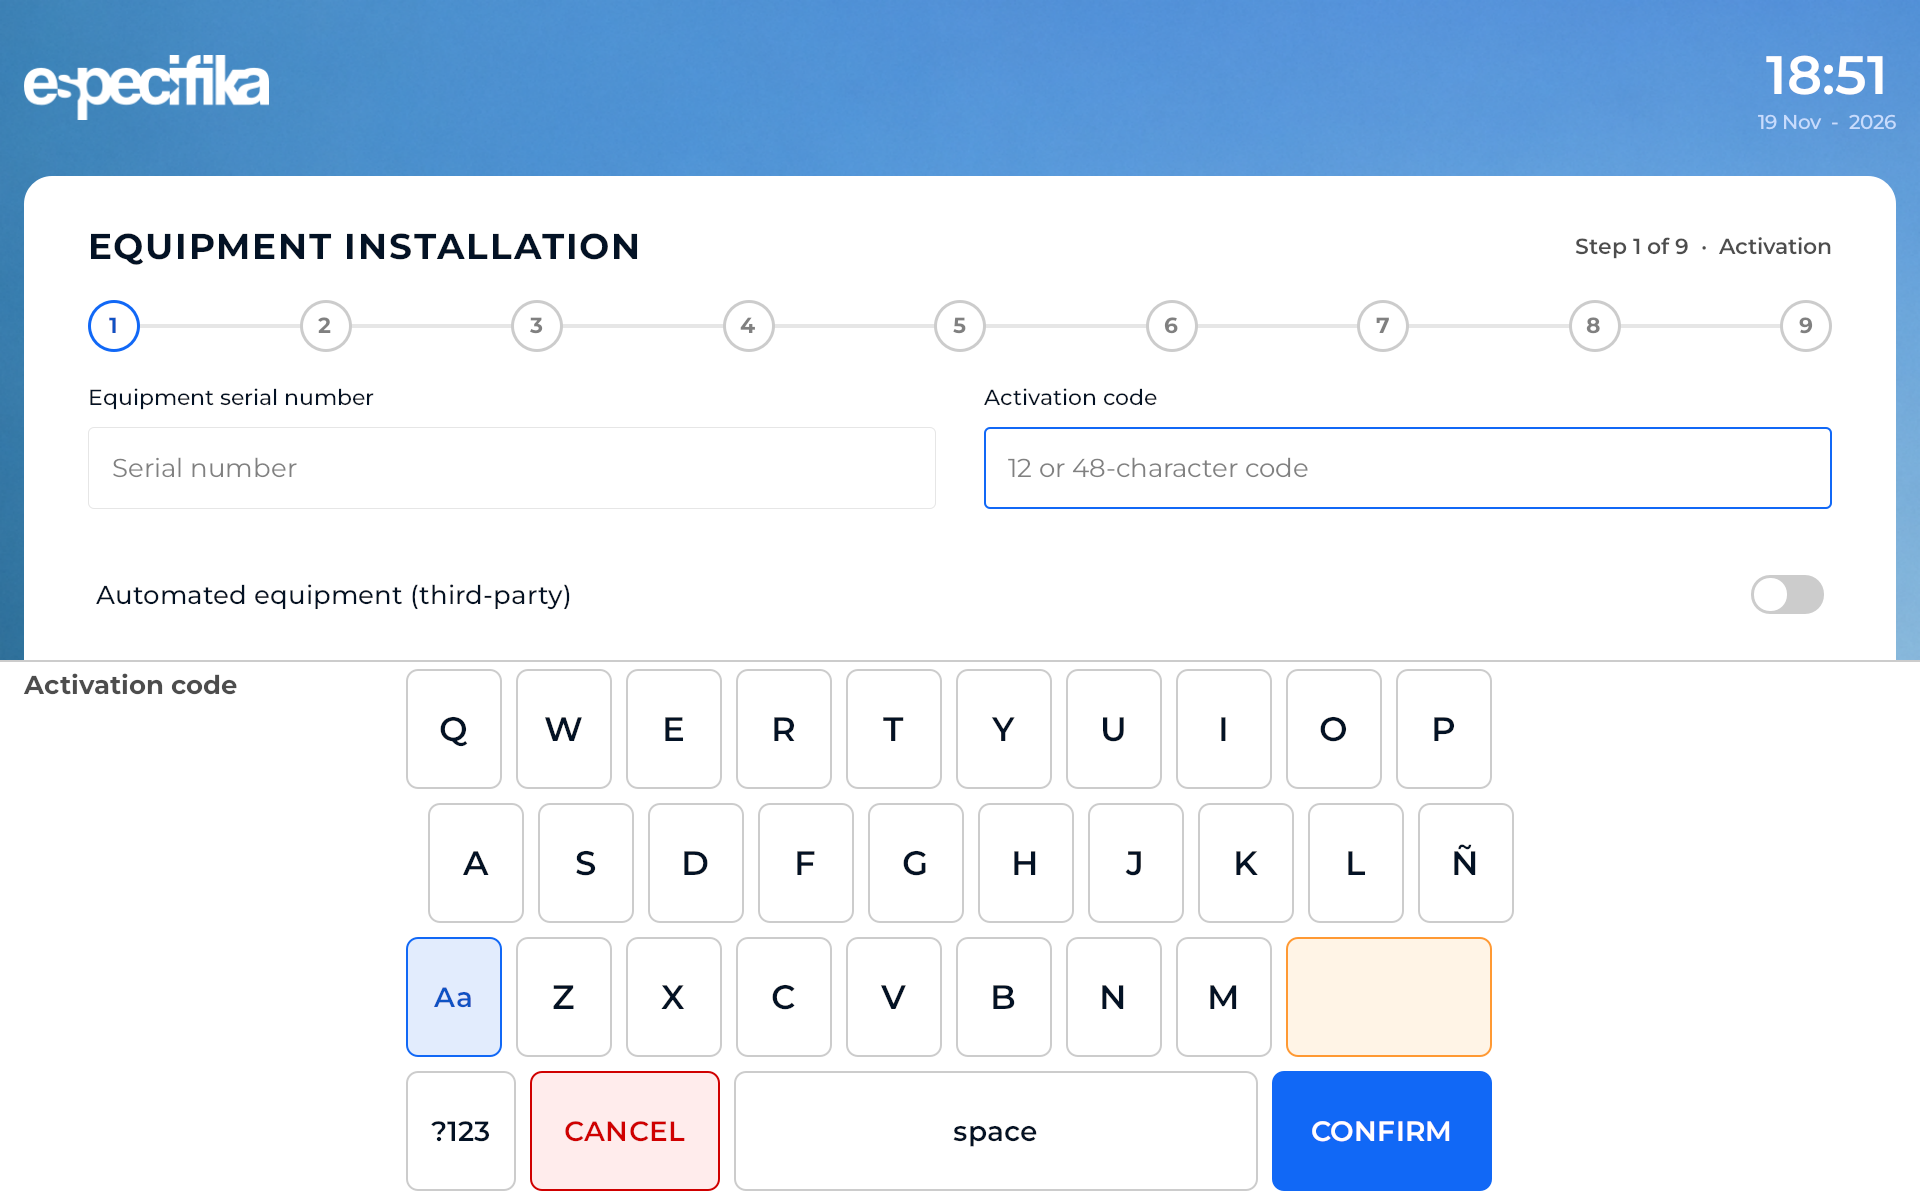 especifika
18:51
19 Nov - 2026
EQUIPMENT INSTALLATION
Step 1 of 9 · Activation
1 2 3 4 5 6 7 8 9
Equipment serial number
Activation code
Serial number
12 or 48-character code
Automated equipment (third-party)
Activation code
Q W E R T Y U I O P
A S D F G H J K L Ñ
Aa Z X C V B N M
?123 CANCEL space CONFIRM